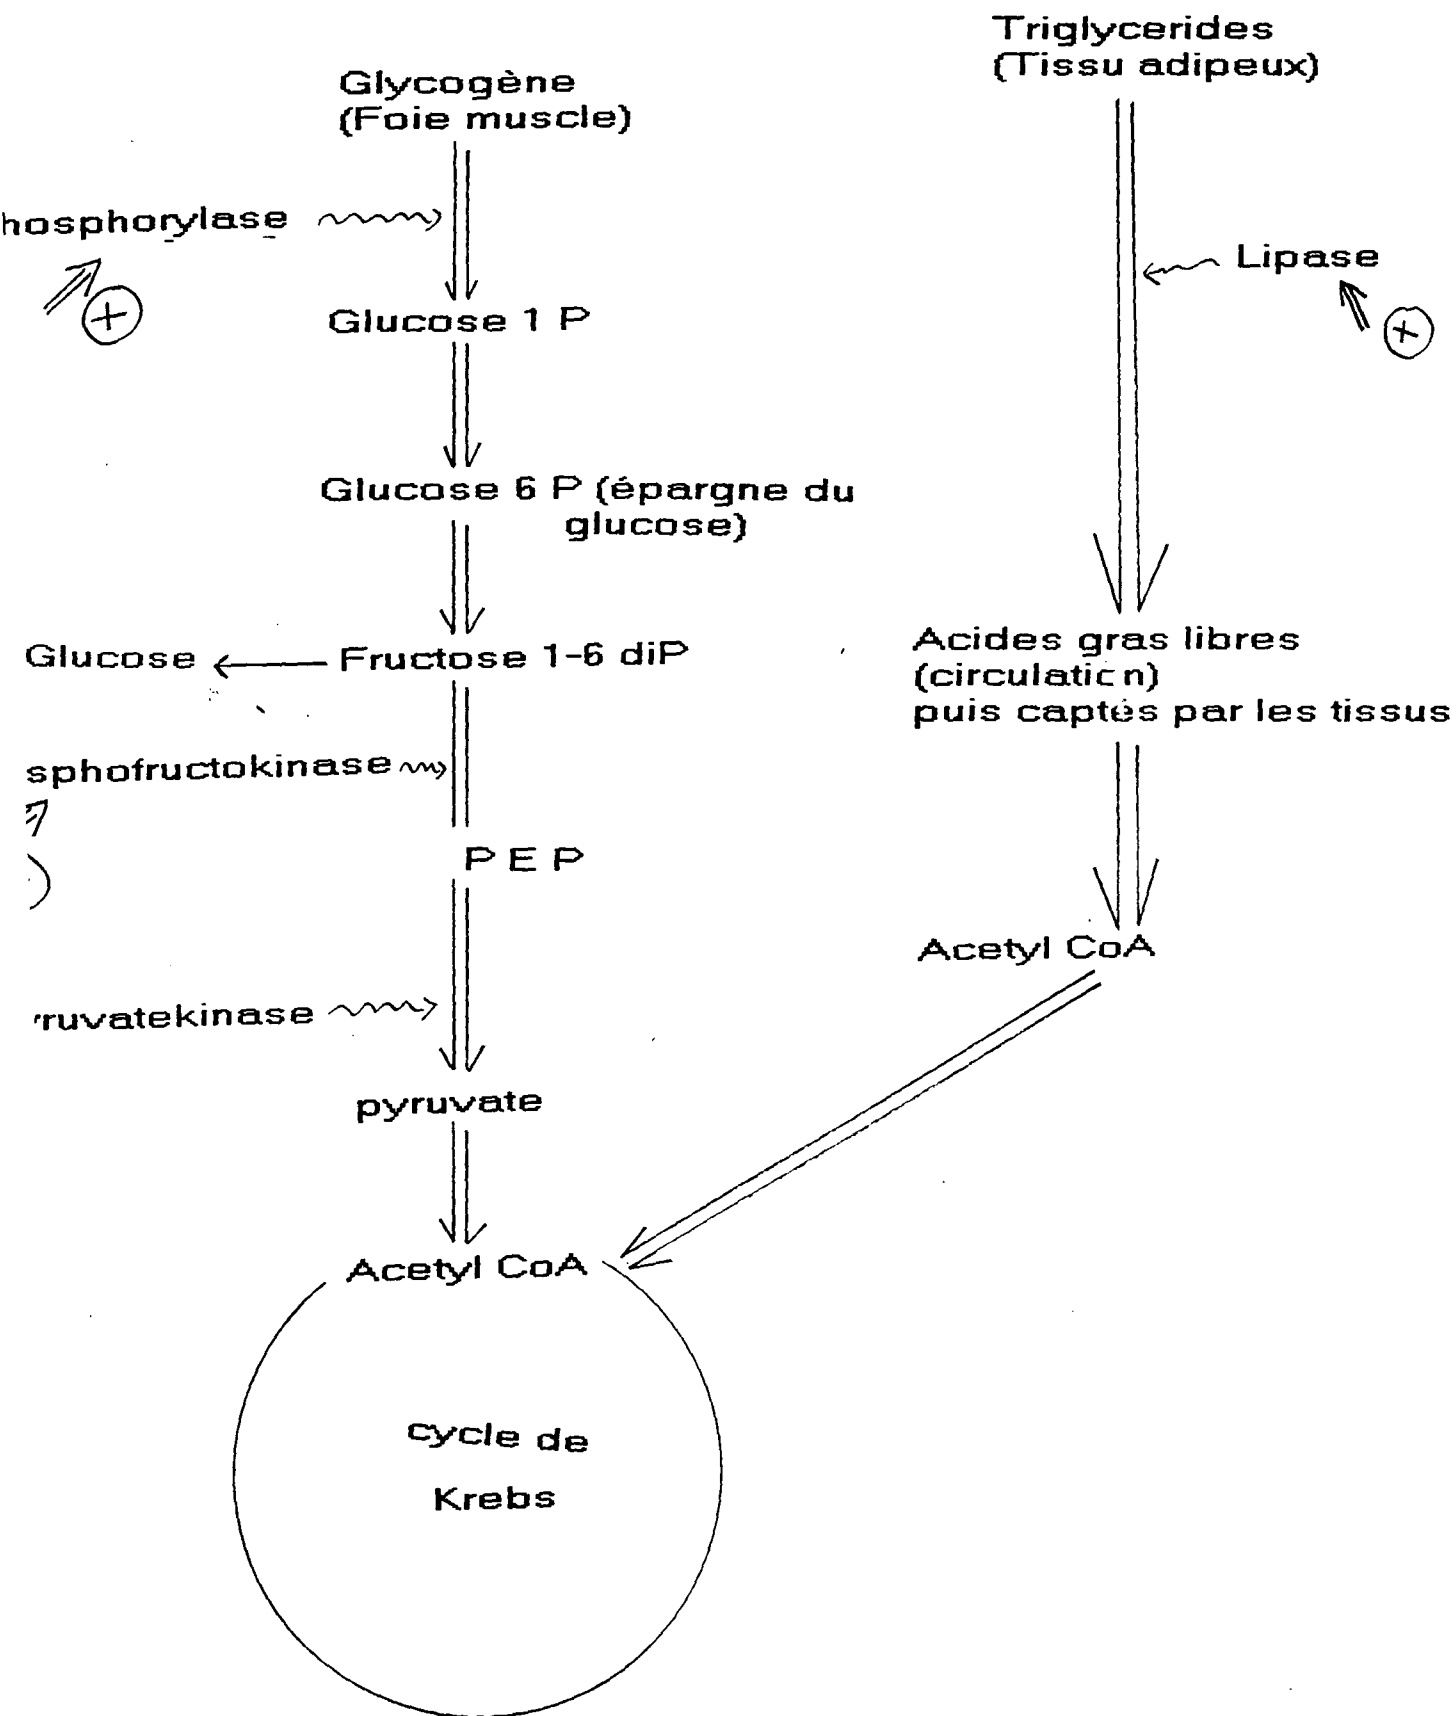 Triglycerides
(Tissu adipeux)
Glycogène
(Foie muscle)
hosphorylase
+
Lipase
+
Glucose 1 P
Glucose 6 P (épargne du
glucose)
Glucose
Fructose 1-6 diP
Acides gras libres
(circulation)
puis captés par les tissus
sphofructokinase
P E P
Acetyl CoA
ruvatekinase
pyruvate
Acetyl CoA
cycle de
Krebs